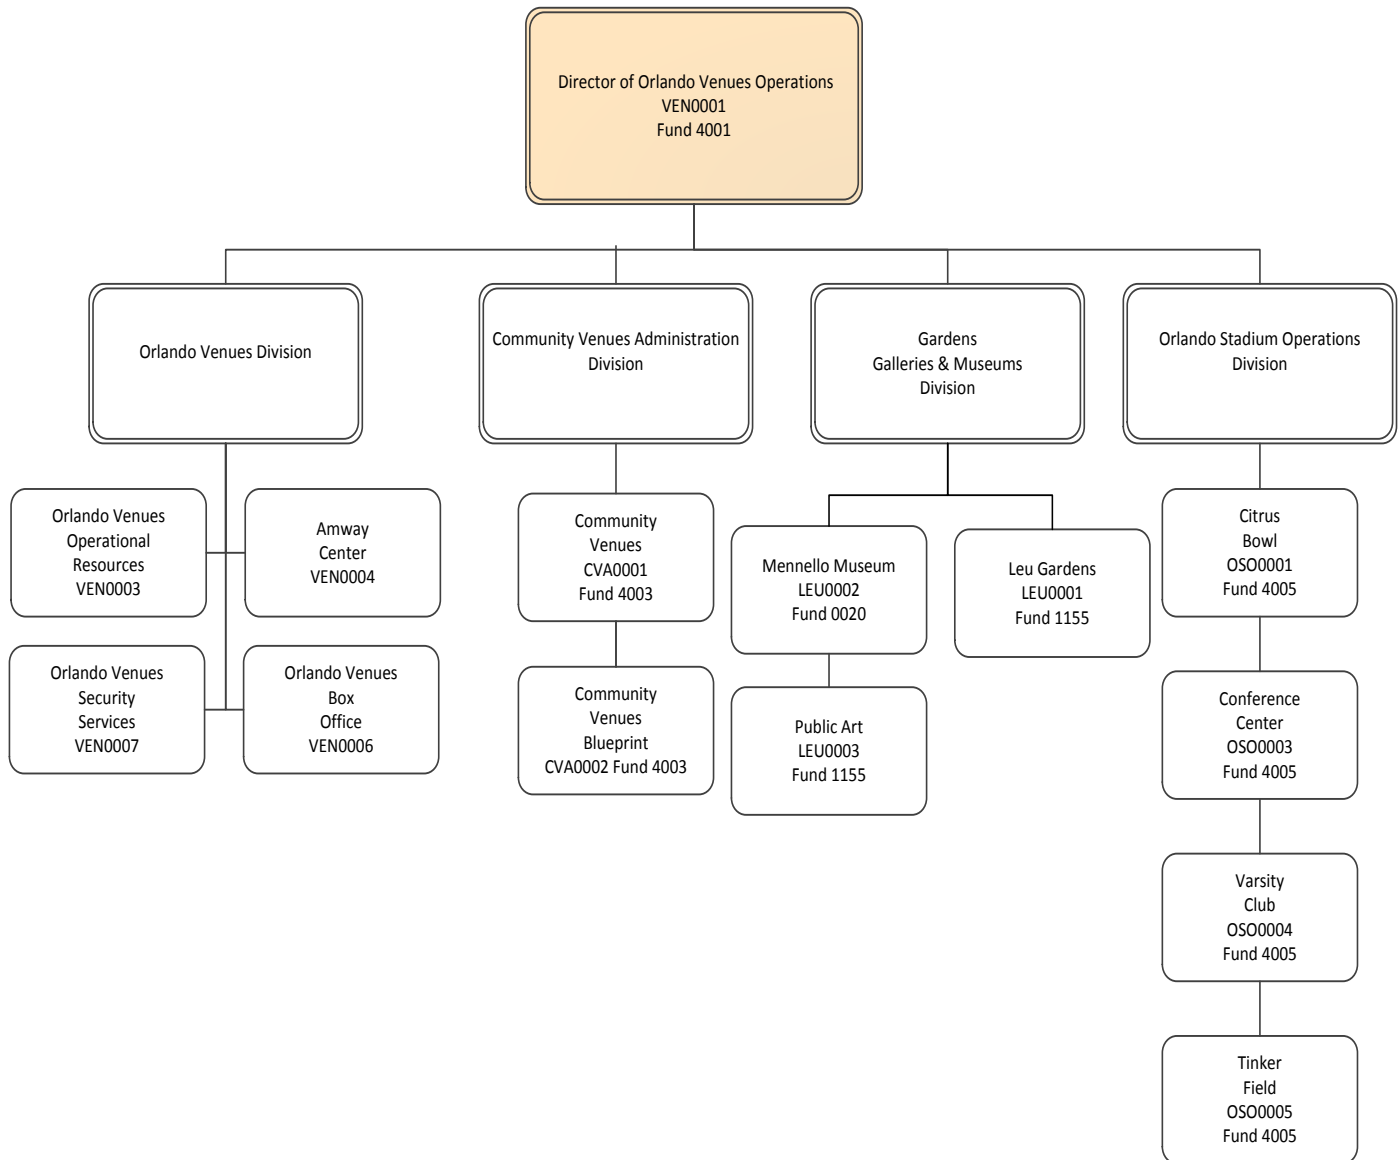 Director of Orlando Venues Operations
VEN0001
Fund 4001
Orlando Venues Division
Community Venues Administration
Division
Gardens
Galleries & Museums
Division
Orlando Stadium Operations
Division
Orlando Venues
Operational
Resources
VEN0003
Amway
Center
VEN0004
Orlando Venues
Security
Services
VEN0007
Orlando Venues
Box
Office
VEN0006
Community
Venues
CVA0001
Fund 4003
Community
Venues
Blueprint
CVA0002 Fund 4003
Mennello Museum
LEU0002
Fund 0020
Public Art
LEU0003
Fund 1155
Leu Gardens
LEU0001
Fund 1155
Citrus
Bowl
OSO0001
Fund 4005
Conference
Center
OSO0003
Fund 4005
Varsity
Club
OSO0004
Fund 4005
Tinker
Field
OSO0005
Fund 4005